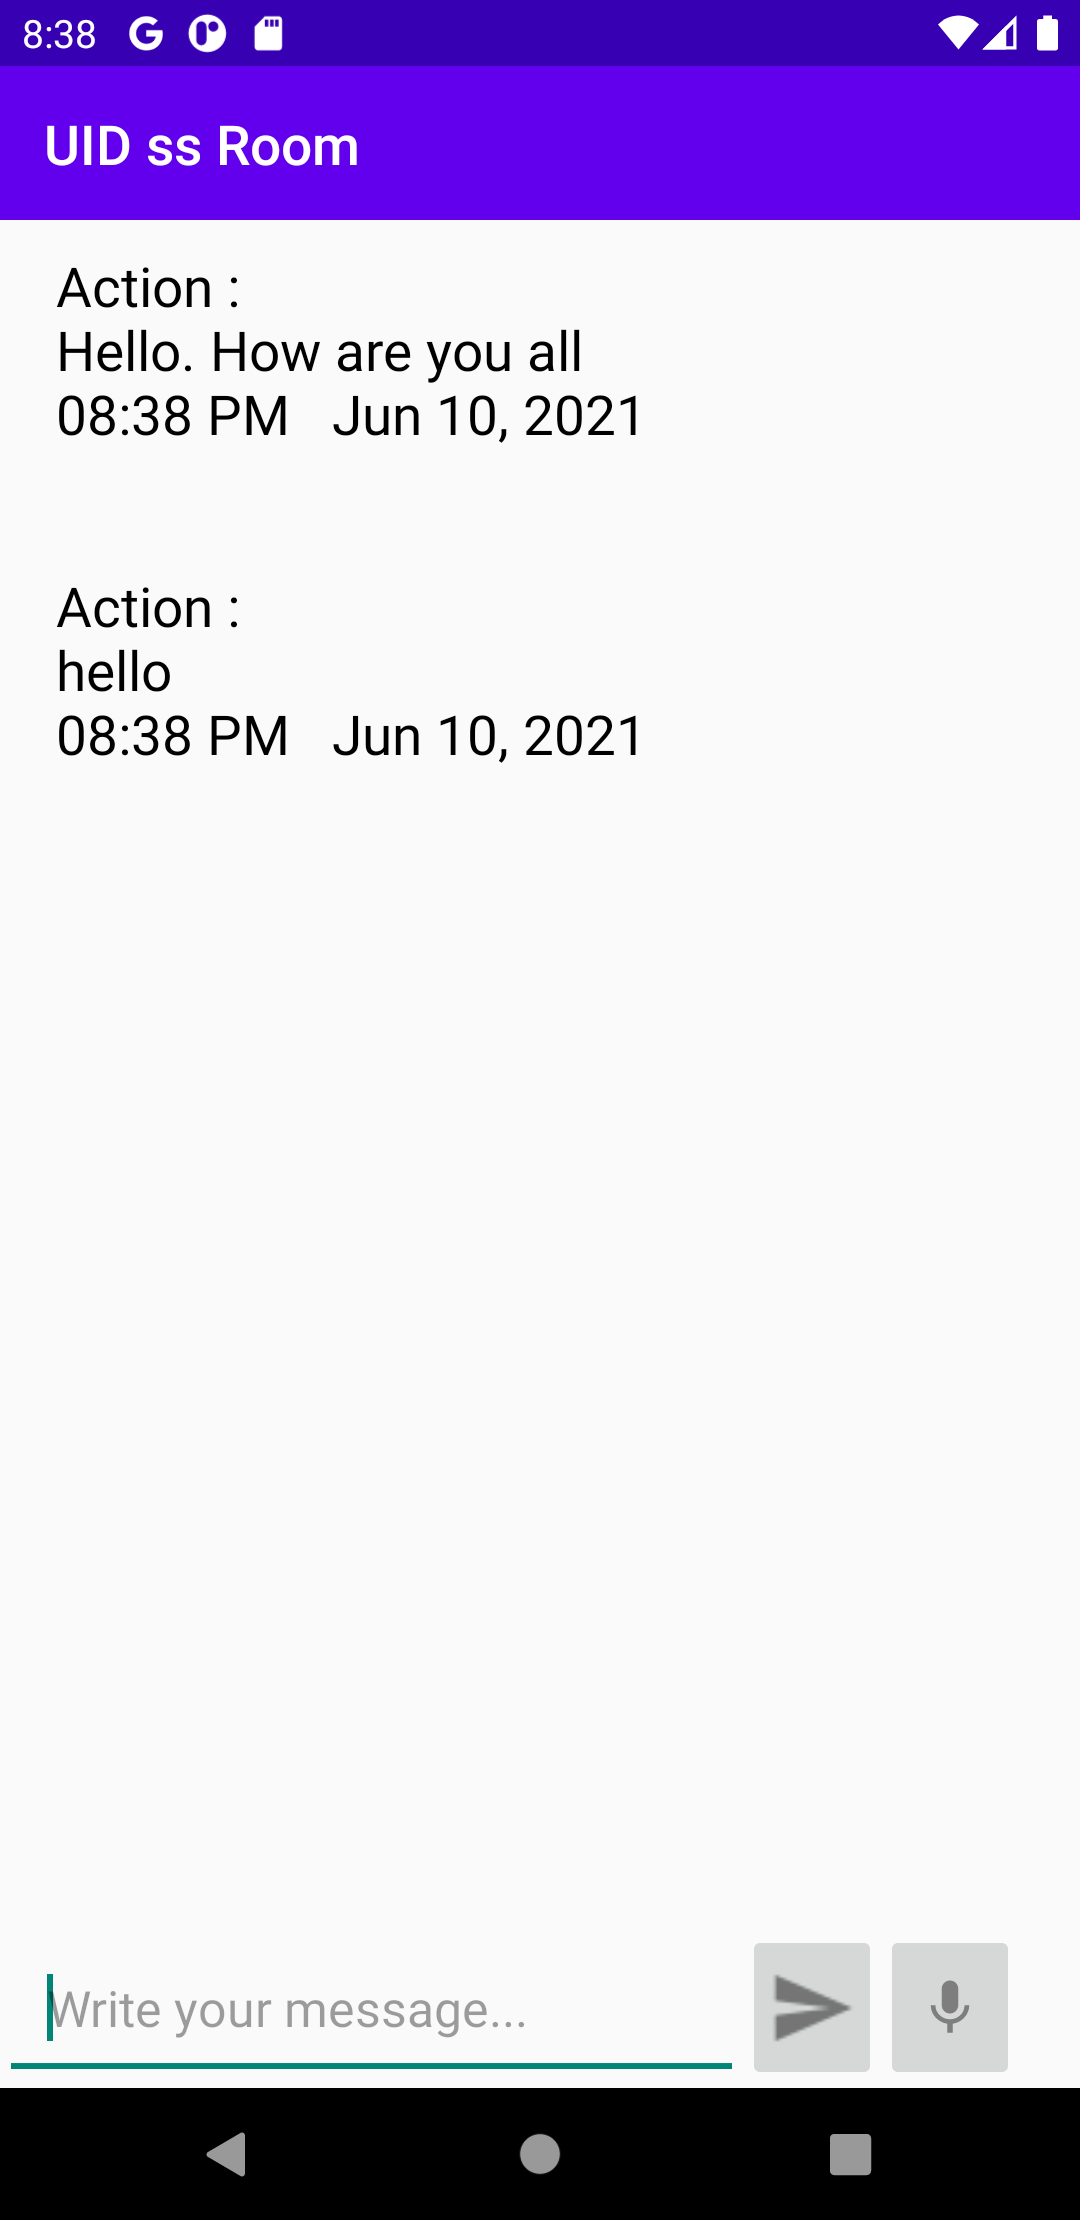 8:38
UID ss Room
Action :
Hello. How are you all
08:38 PM   Jun 10, 2021
Action :
hello
08:38 PM   Jun 10, 2021
Write your message...